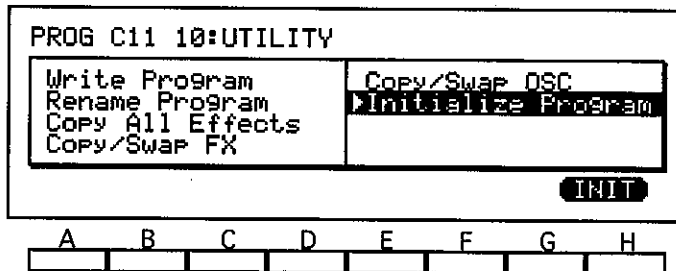 PROG C11 10:UTILITY
Write Program
Rename Program
Copy All Effects
Copy/Swap FX
Copy/Swap OSC
Initialize Program
INIT
A B C D E F G H